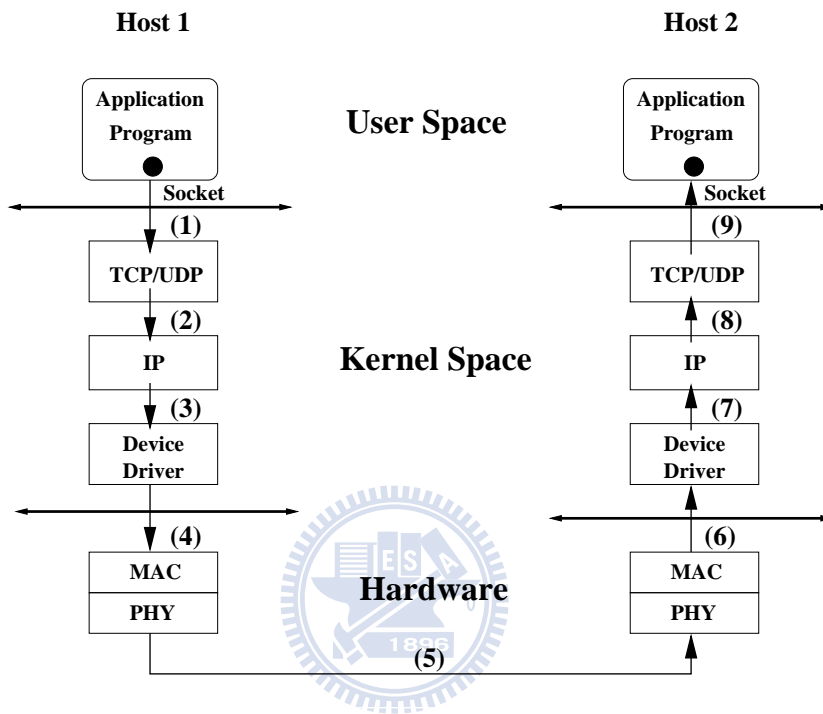 Host 1
Host 2
Application
Program
User Space
Application
Program
Socket
Socket
(1)
(9)
TCP/UDP
TCP/UDP
(2)
(8)
IP
Kernel Space
IP
(3)
(7)
Device
Driver
Device
Driver
(4)
(6)
ES
A
MAC
MAC
Hardware
PHY
PHY
1896
(5)